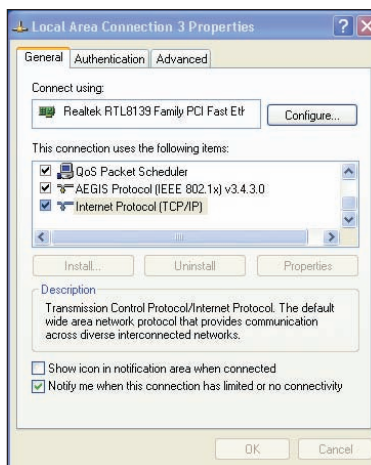 Local Area Connection 3 Properties
General Authentication Advanced
Connect using:
Realtek RTL8139 Family PCI Fast Eth
Configure...
This connection uses the following items:
QoS Packet Scheduler
AEGIS Protocol (IEEE 802.1x) v3.4.3.0
Internet Protocol (TCP/IP)
Install... Uninstall Properties
Description
Transmission Control Protocol/Internet Protocol. The default
wide area network protocol that provides communication
across diverse interconnected networks.
Show icon in notification area when connected
Notify me when this connection has limited or no connectivity
OK Cancel